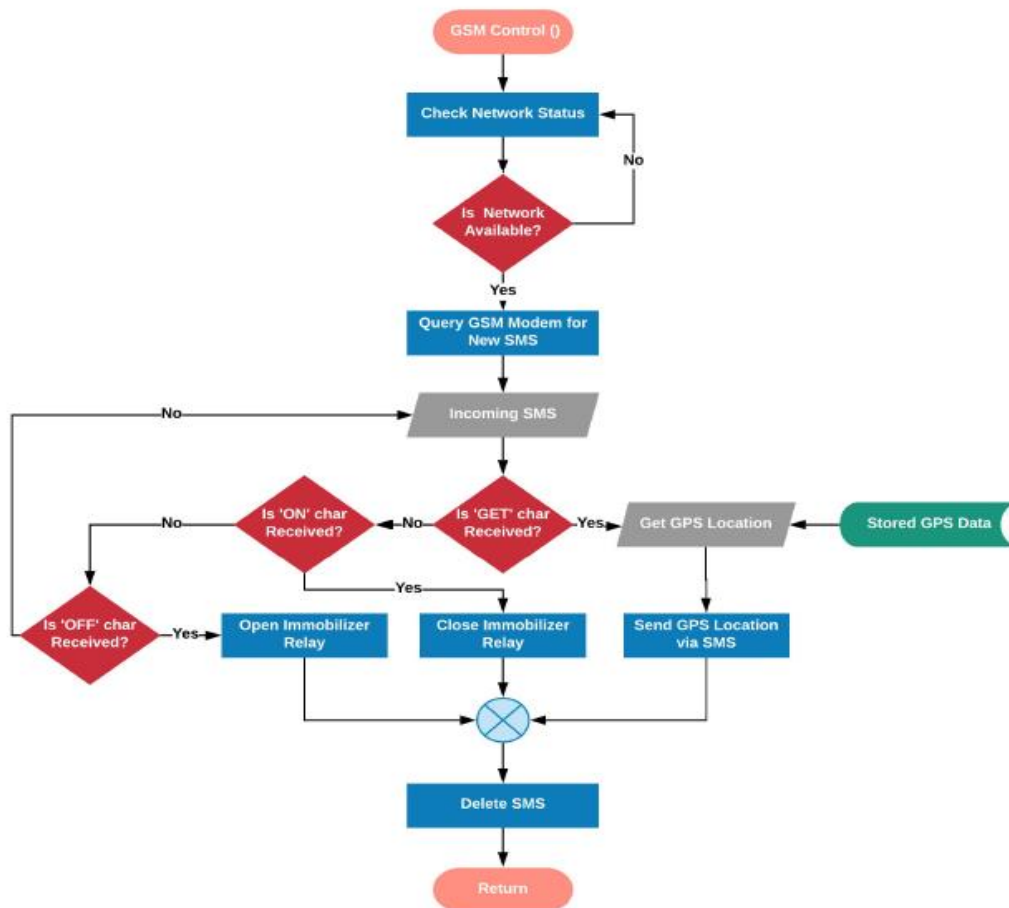 GSM Control ()
Check Network Status
No
Is  Network
Available?
Yes
Query GSM Modem for
New SMS
No
Incoming SMS
Is 'ON' char
Received?
Is 'GET' char
Received?
Get GPS Location
Stored GPS Data
No
No
Yes
Yes
Is 'OFF' char
Received?
Yes
Open Immobilizer
Relay
Close Immobilizer
Relay
Send GPS Location
via SMS
Delete SMS
Return